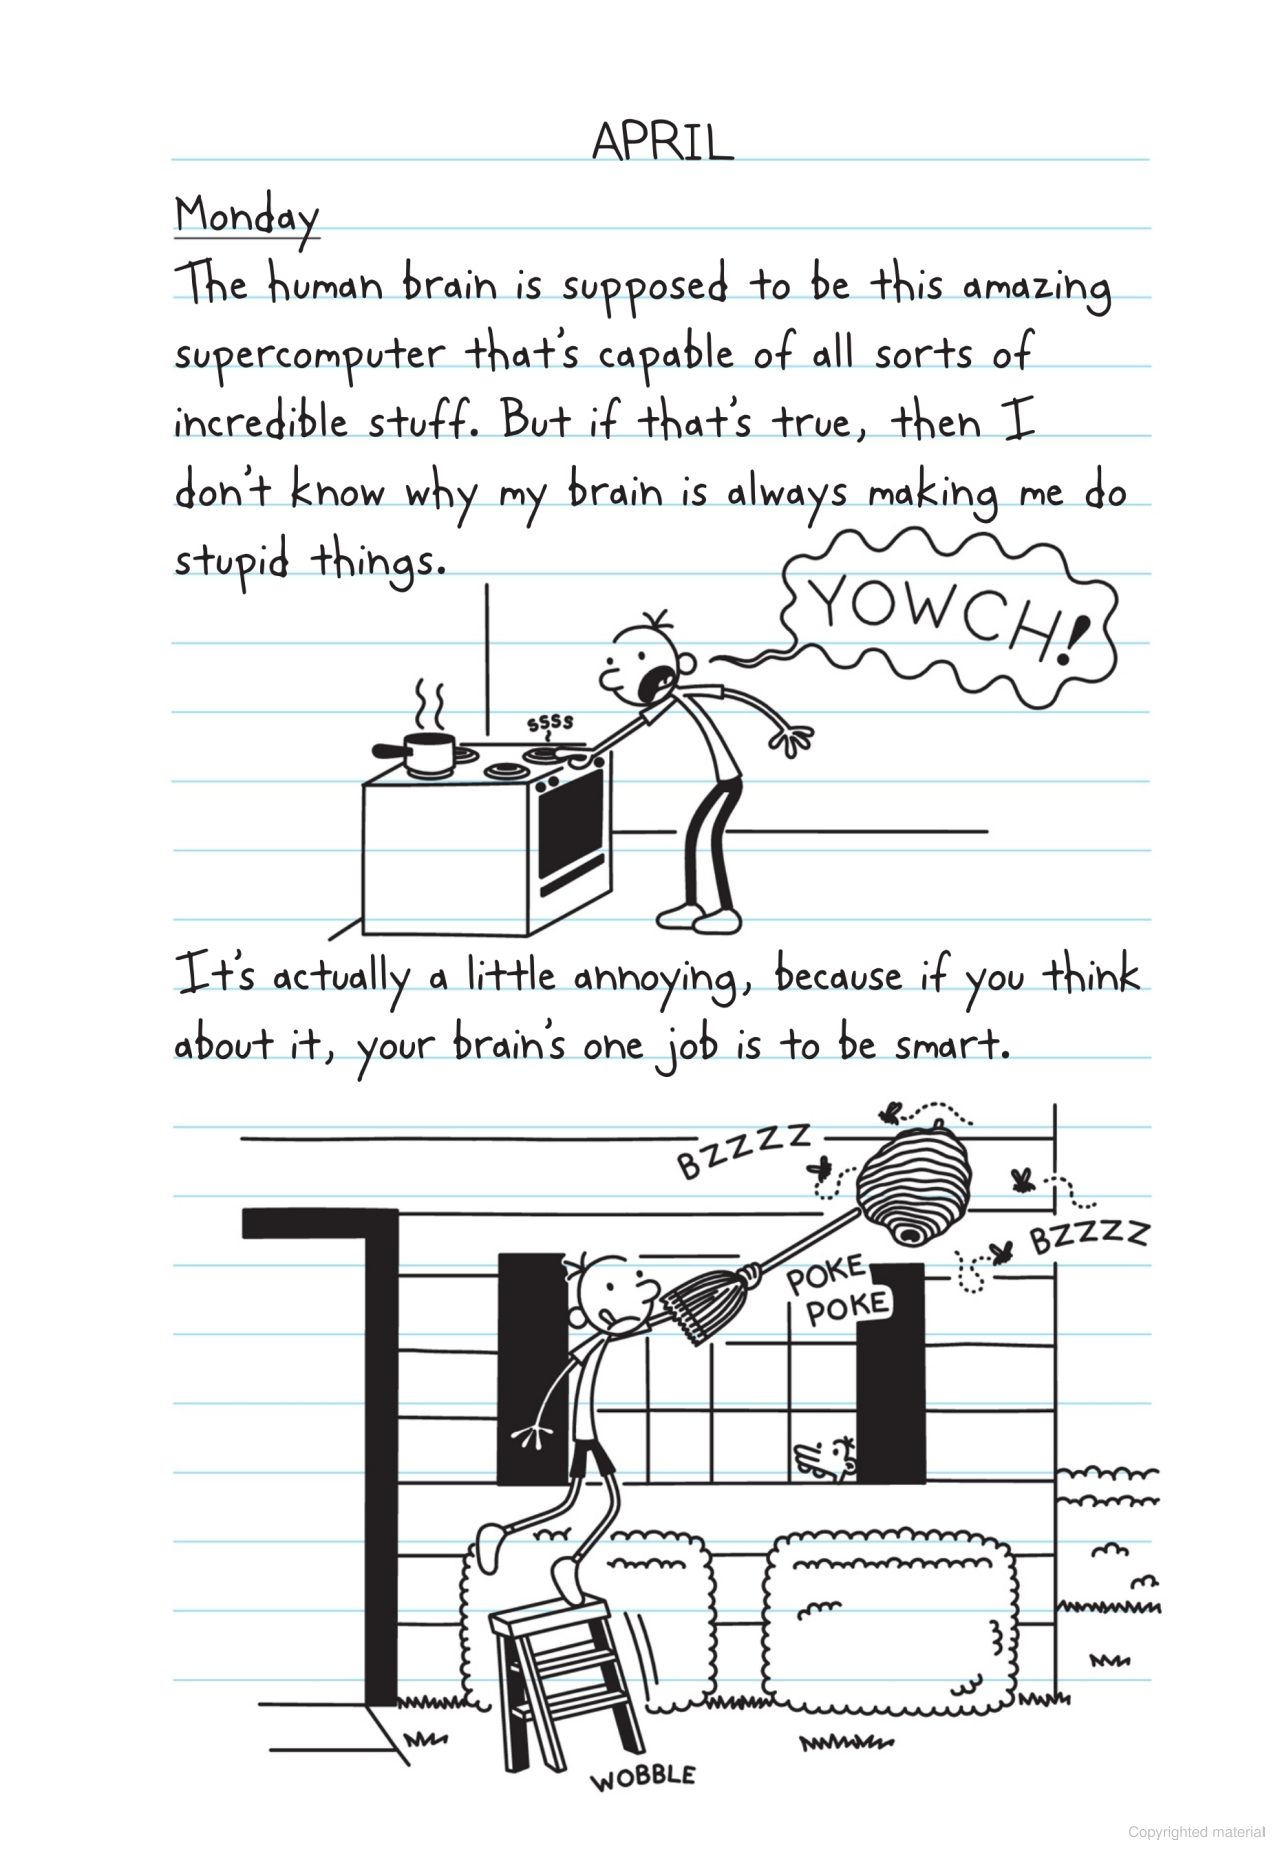 APRIL
Monday
The human brain is supposed to be this amazing
supercomputer that's capable of all sorts of
incredible stuff. But if that's true, then I
don't know why my brain is always making me do
stupid things.
YOWCH!
ssss
It's actually a little annoying, because if you think
about it, your brain's one job is to be smart.
BZZZZ
BZZZZ
POKE
POKE
WOBBLE
Copyrighted material